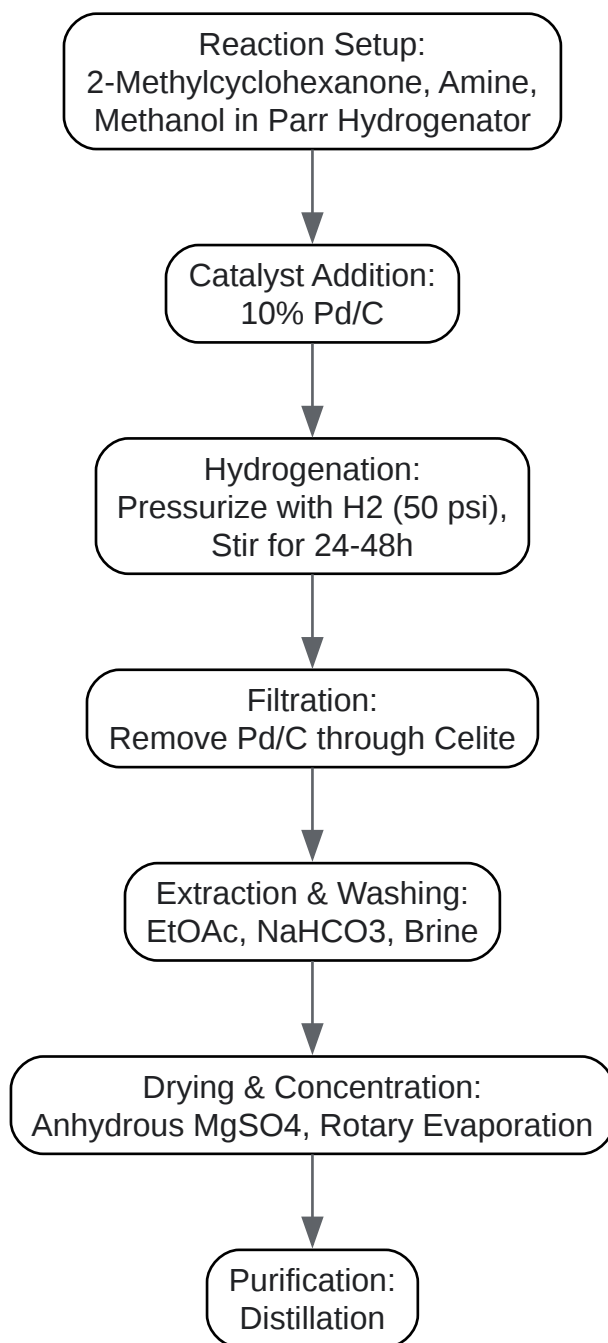 Reaction Setup:
2-Methylcyclohexanone, Amine,
Methanol in Parr Hydrogenator
Catalyst Addition:
10% Pd/C
Hydrogenation:
Pressurize with H2 (50 psi),
Stir for 24-48h
Filtration:
Remove Pd/C through Celite
Extraction & Washing:
EtOAc, NaHCO3, Brine
Drying & Concentration:
Anhydrous MgSO4, Rotary Evaporation
Purification:
Distillation